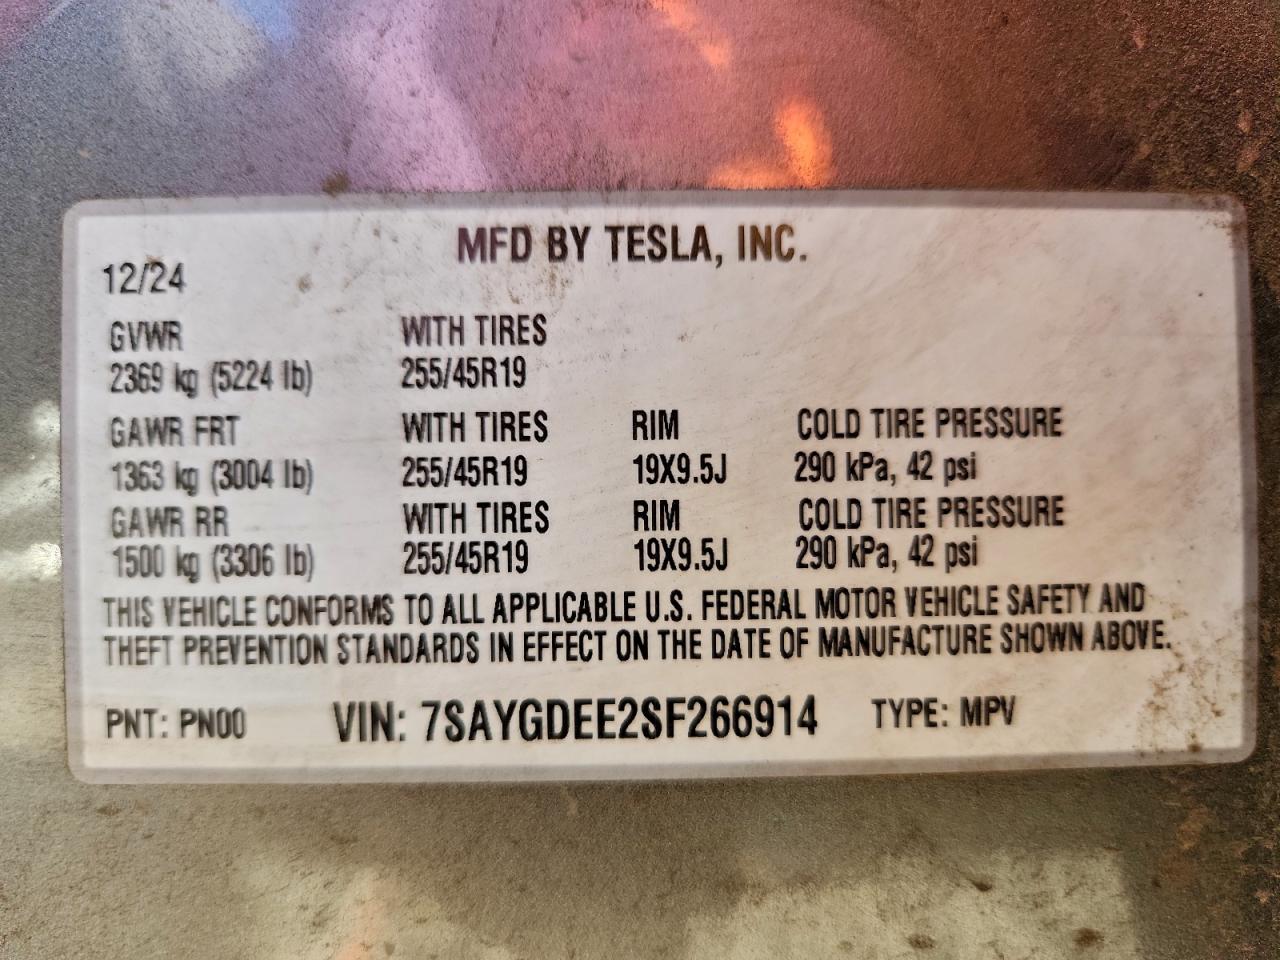 MFD BY TESLA, INC.
12/24
GVWR WITH TIRES
2369 kg (5224 lb) 255/45R19
GAWR FRT WITH TIRES RIM COLD TIRE PRESSURE
1363 kg (3004 lb) 255/45R19 19X9.5J 290 kPa, 42 psi
GAWR RR WITH TIRES RIM COLD TIRE PRESSURE
1500 kg (3306 lb) 255/45R19 19X9.5J 290 kPa, 42 psi
THIS VEHICLE CONFORMS TO ALL APPLICABLE U.S. FEDERAL MOTOR VEHICLE SAFETY AND
THEFT PREVENTION STANDARDS IN EFFECT ON THE DATE OF MANUFACTURE SHOWN ABOVE.
PNT: PN00 VIN: 7SAYGDEE2SF266914 TYPE: MPV